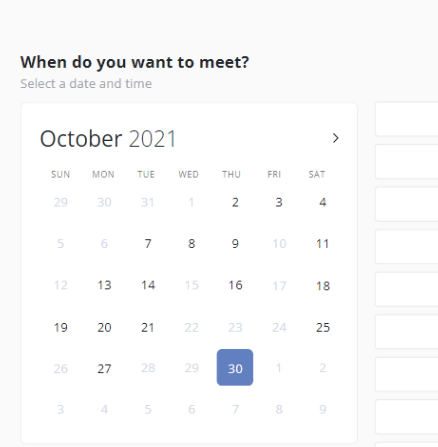 When do you want to meet?
Select a date and time
October 2021
SUN MON TUE WED THU FRI SAT
29 30 31 1 2 3 4
5 6 7 8 9 10 11
12 13 14 15 16 17 18
19 20 21 22 23 24 25
26 27 28 29 30 1 2
3 4 5 6 7 8 9